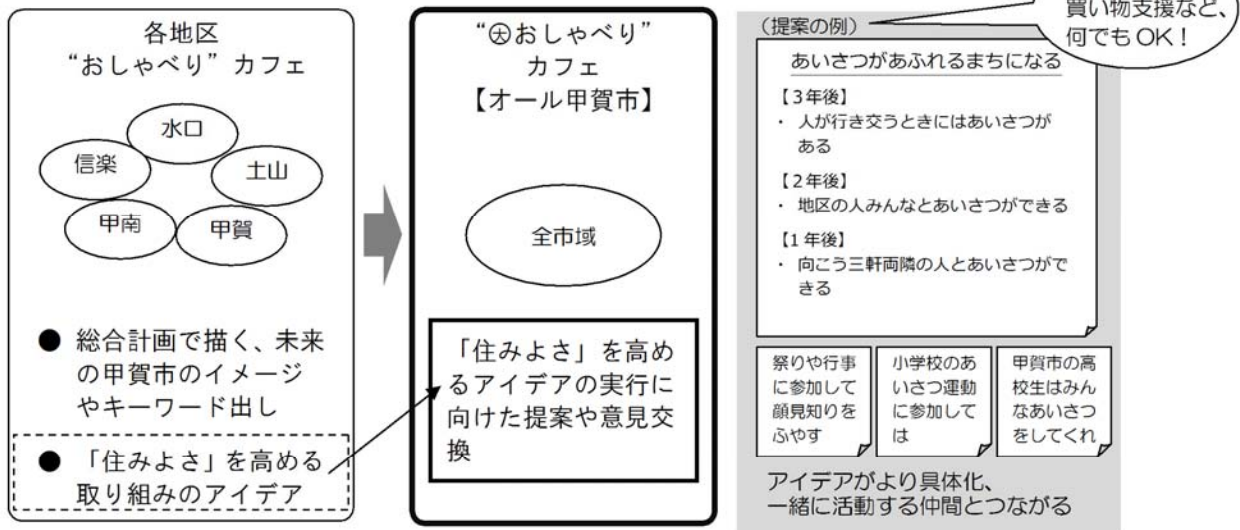 各地区
“おしゃべり”カフェ
水口
信楽
土山
甲南
甲賀
● 総合計画で描く、未来
の甲賀市のイメージ
やキーワード出し
● 「住みよさ」を高める
取り組みのアイデア
“㊛おしゃべり”
カフェ
【オール甲賀市】
全市域
「住みよさ」を高め
るアイデアの実行に
向けた提案や意見交
換
買い物支援など、
何でもOK！
（提案の例）
あいさつがあふれるまちになる
【3年後】
・ 人が行き交うときにはあいさつが
ある
【2年後】
・ 地区の人みんなとあいさつができる
【1年後】
・ 向こう三軒両隣の人とあいさつがで
きる
祭りや行事
に参加して
顔見知りを
ふやす
小学校のあ
いさつ運動
に参加して
は
甲賀市の高
校生はみん
なあいさつ
をしてくれ
アイデアがより具体化、
一緒に活動する仲間とつながる